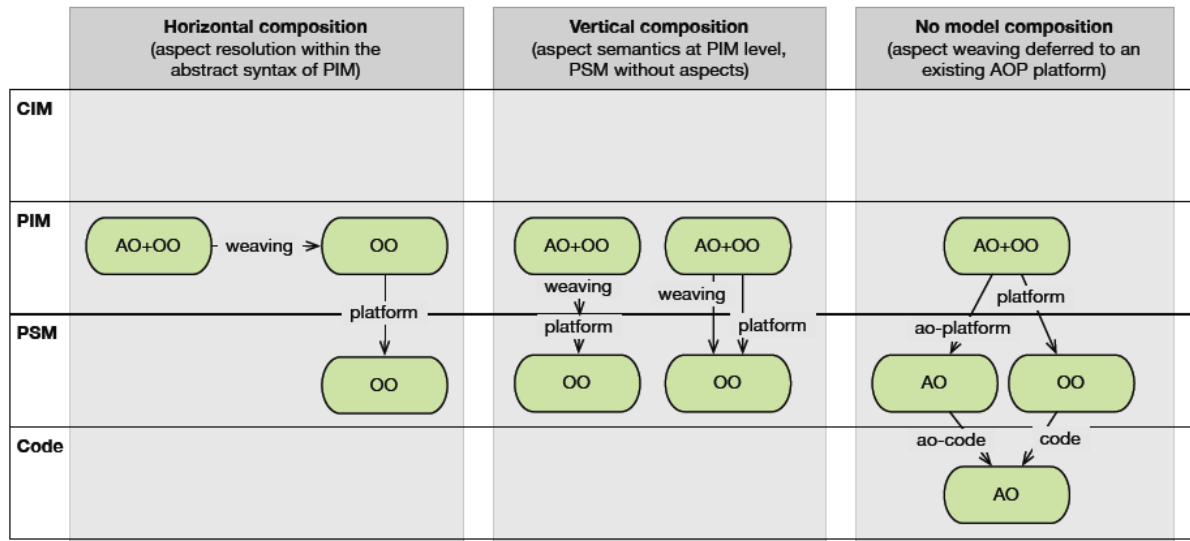 Horizontal composition
(aspect resolution within the
abstract syntax of PIM)
Vertical composition
(aspect semantics at PIM level,
PSM without aspects)
No model composition
(aspect weaving deferred to an
existing AOP platform)
CIM
PIM
AO+OO
weaving
OO
platform
AO+OO
AO+OO
weaving
weaving
platform
platform
AO+OO
platform
ao-platform
PSM
OO
OO
OO
AO
OO
Code
ao-code
code
AO